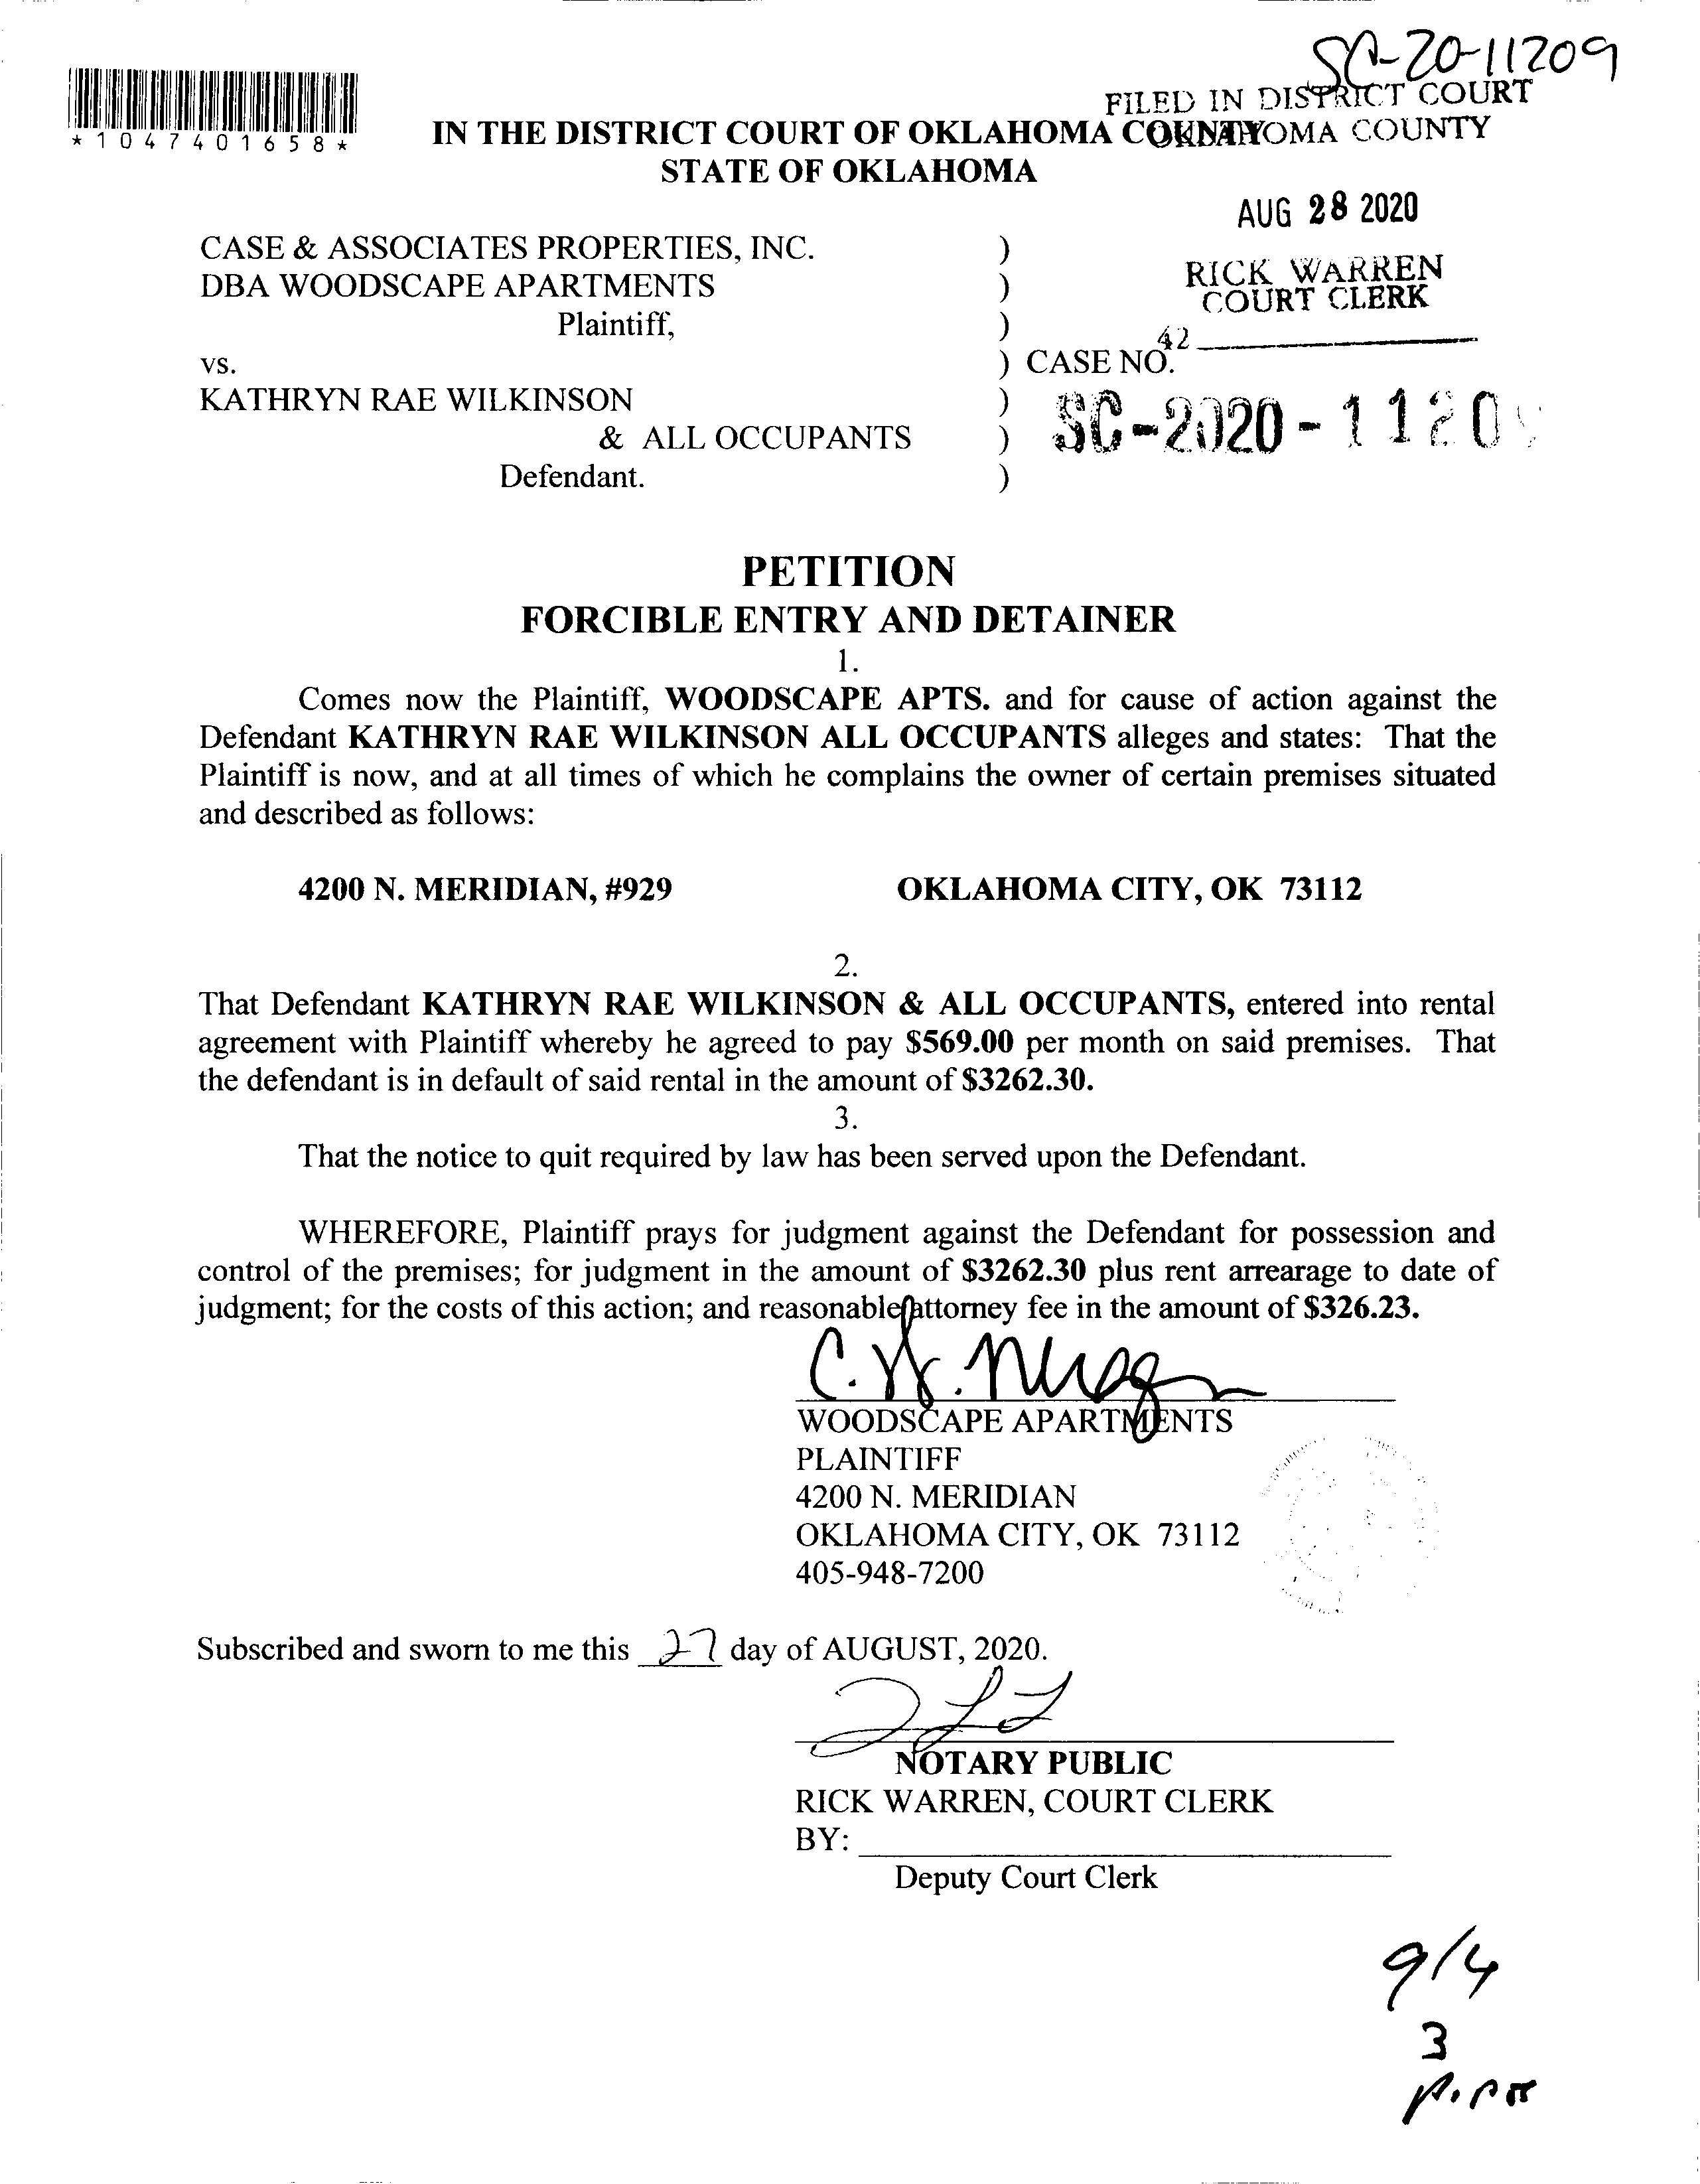 SC-20-11209
FILED IN DISTRICT COURT
OKLAHOMA COUNTY
*1047401658*
IN THE DISTRICT COURT OF OKLAHOMA COUNTY
STATE OF OKLAHOMA
AUG 28 2020
CASE & ASSOCIATES PROPERTIES, INC. )
DBA WOODSCAPE APARTMENTS )
RICK WARREN
COURT CLERK
Plaintiff, )
42
vs. ) CASE NO.
KATHRYN RAE WILKINSON )
SC-2020-1120
& ALL OCCUPANTS )
Defendant. )
PETITION
FORCIBLE ENTRY AND DETAINER
1.
Comes now the Plaintiff, WOODSCAPE APTS. and for cause of action against the
Defendant KATHRYN RAE WILKINSON ALL OCCUPANTS alleges and states: That the
Plaintiff is now, and at all times of which he complains the owner of certain premises situated
and described as follows:
4200 N. MERIDIAN, #929 OKLAHOMA CITY, OK 73112
2.
That Defendant KATHRYN RAE WILKINSON & ALL OCCUPANTS, entered into rental
agreement with Plaintiff whereby he agreed to pay $569.00 per month on said premises. That
the defendant is in default of said rental in the amount of $3262.30.
3.
That the notice to quit required by law has been served upon the Defendant.
WHEREFORE, Plaintiff prays for judgment against the Defendant for possession and
control of the premises; for judgment in the amount of $3262.30 plus rent arrearage to date of
judgment; for the costs of this action; and reasonable attorney fee in the amount of $326.23.
WOODSCAPE APARTMENTS
PLAINTIFF
4200 N. MERIDIAN
OKLAHOMA CITY, OK 73112
405-948-7200
Subscribed and sworn to me this 27 day of AUGUST, 2020.
NOTARY PUBLIC
RICK WARREN, COURT CLERK
BY:
Deputy Court Clerk
9/4
3